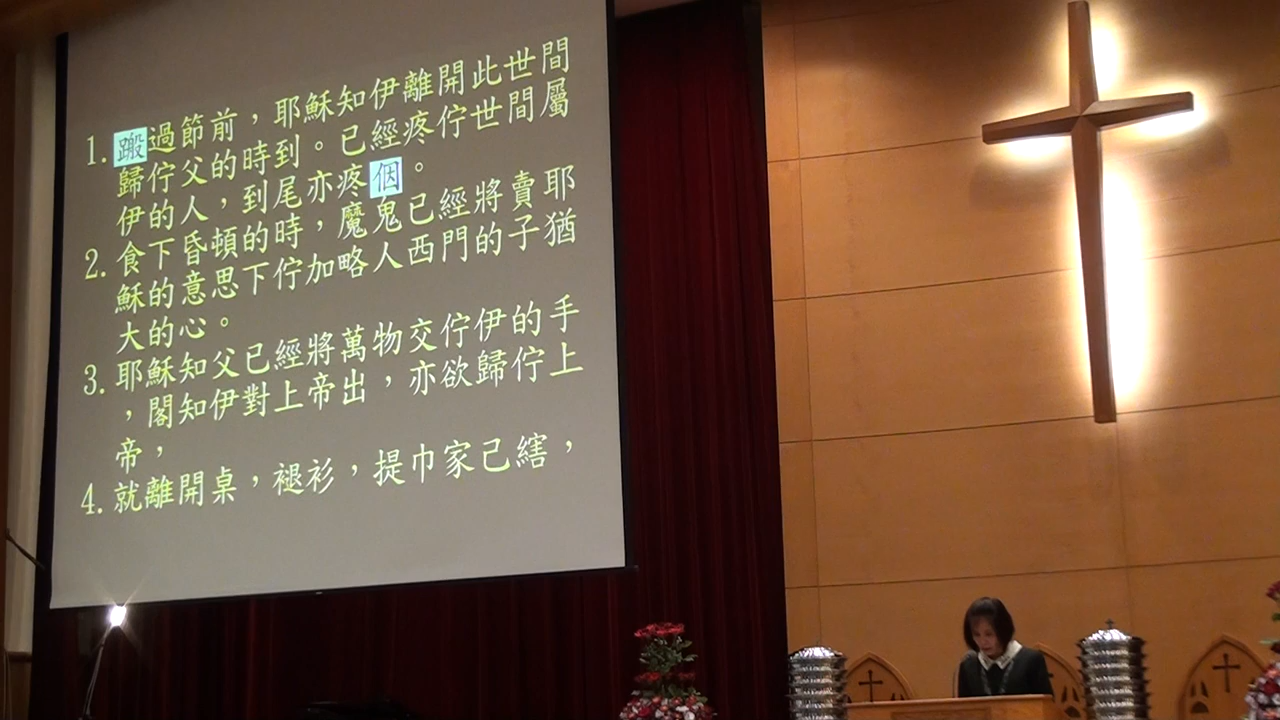 1. 𨃰過節前，耶穌知伊離開此世間
歸佇父的時到。已經疼佇世間屬
伊的人，到尾亦疼𪜶。
2. 食下昏頓的時，魔鬼已經將賣耶
穌的意思下佇加略人西門的子猶
大的心。
3. 耶穌知父已經將萬物交佇伊的手
，閣知伊對上帝出，亦欲歸佇上
帝，
4. 就離開桌，褪衫，提巾家己縖，